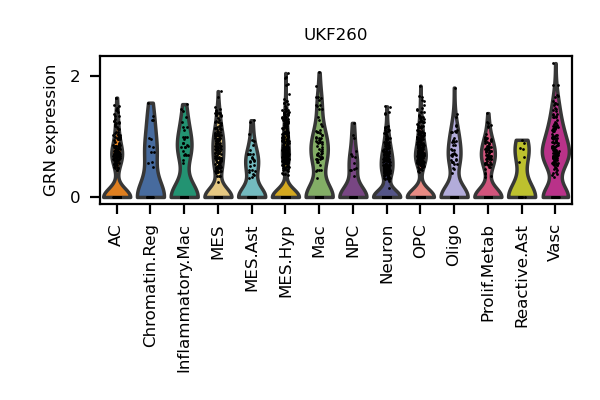 UKF260
GRN expression
2
0
AC
Chromatin.Reg
Inflammatory.Mac
MES
MES.Ast
MES.Hyp
Mac
NPC
Neuron
OPC
Oligo
Prolif.Metab
Reactive.Ast
Vasc